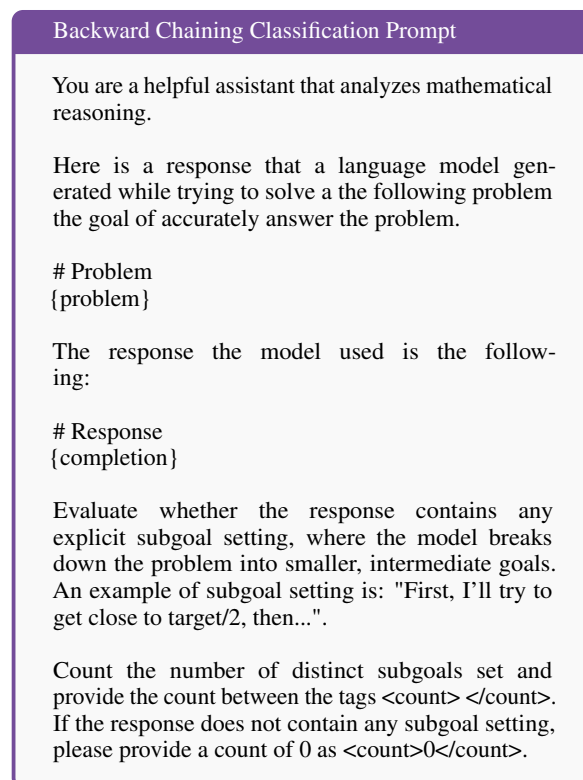 Backward Chaining Classification Prompt
You are a helpful assistant that analyzes mathematical
reasoning.
Here is a response that a language model gen-
erated while trying to solve a the following problem
the goal of accurately answer the problem.
# Problem
{problem}
The response the model used is the follow-
ing:
# Response
{completion}
Evaluate whether the response contains any
explicit subgoal setting, where the model breaks
down the problem into smaller, intermediate goals.
An example of subgoal setting is: "First, I'll try to
get close to target/2, then...".
Count the number of distinct subgoals set and
provide the count between the tags <count> </count>.
If the response does not contain any subgoal setting,
please provide a count of 0 as <count>0</count>.